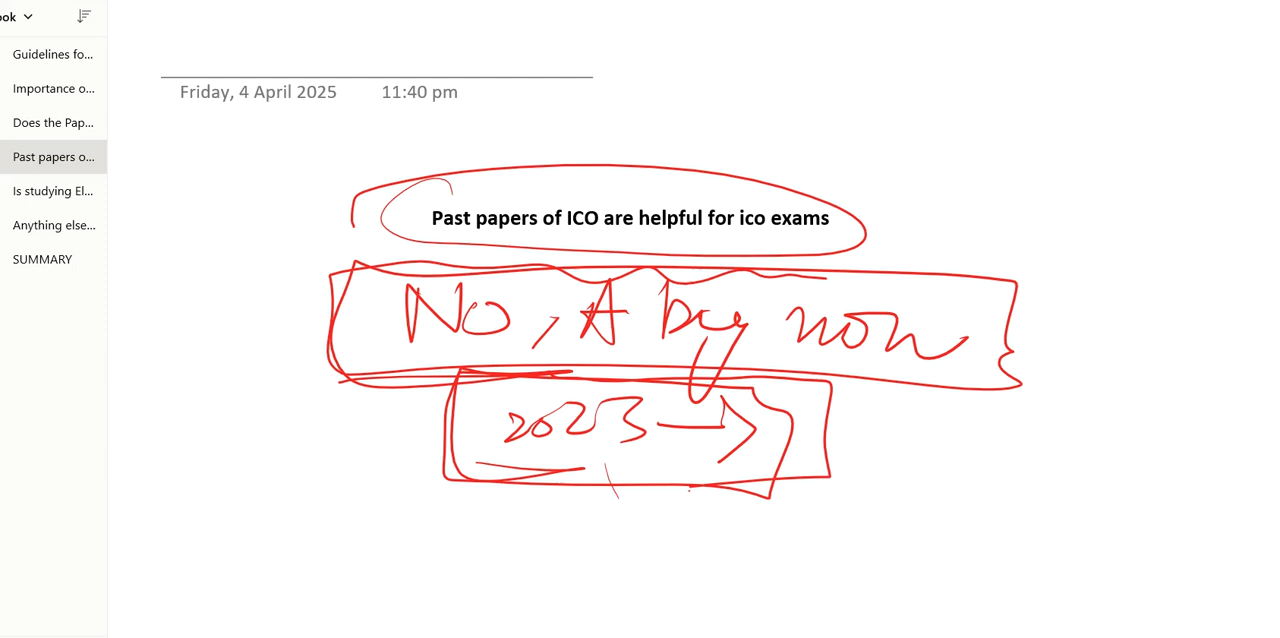 ook
Guidelines fo...
Importance o...
Does the Pap...
Past papers o...
Is studying El...
Anything else...
SUMMARY
Friday, 4 April 2025 11:40 pm
Past papers of ICO are helpful for ico exams
No, A big non
2023